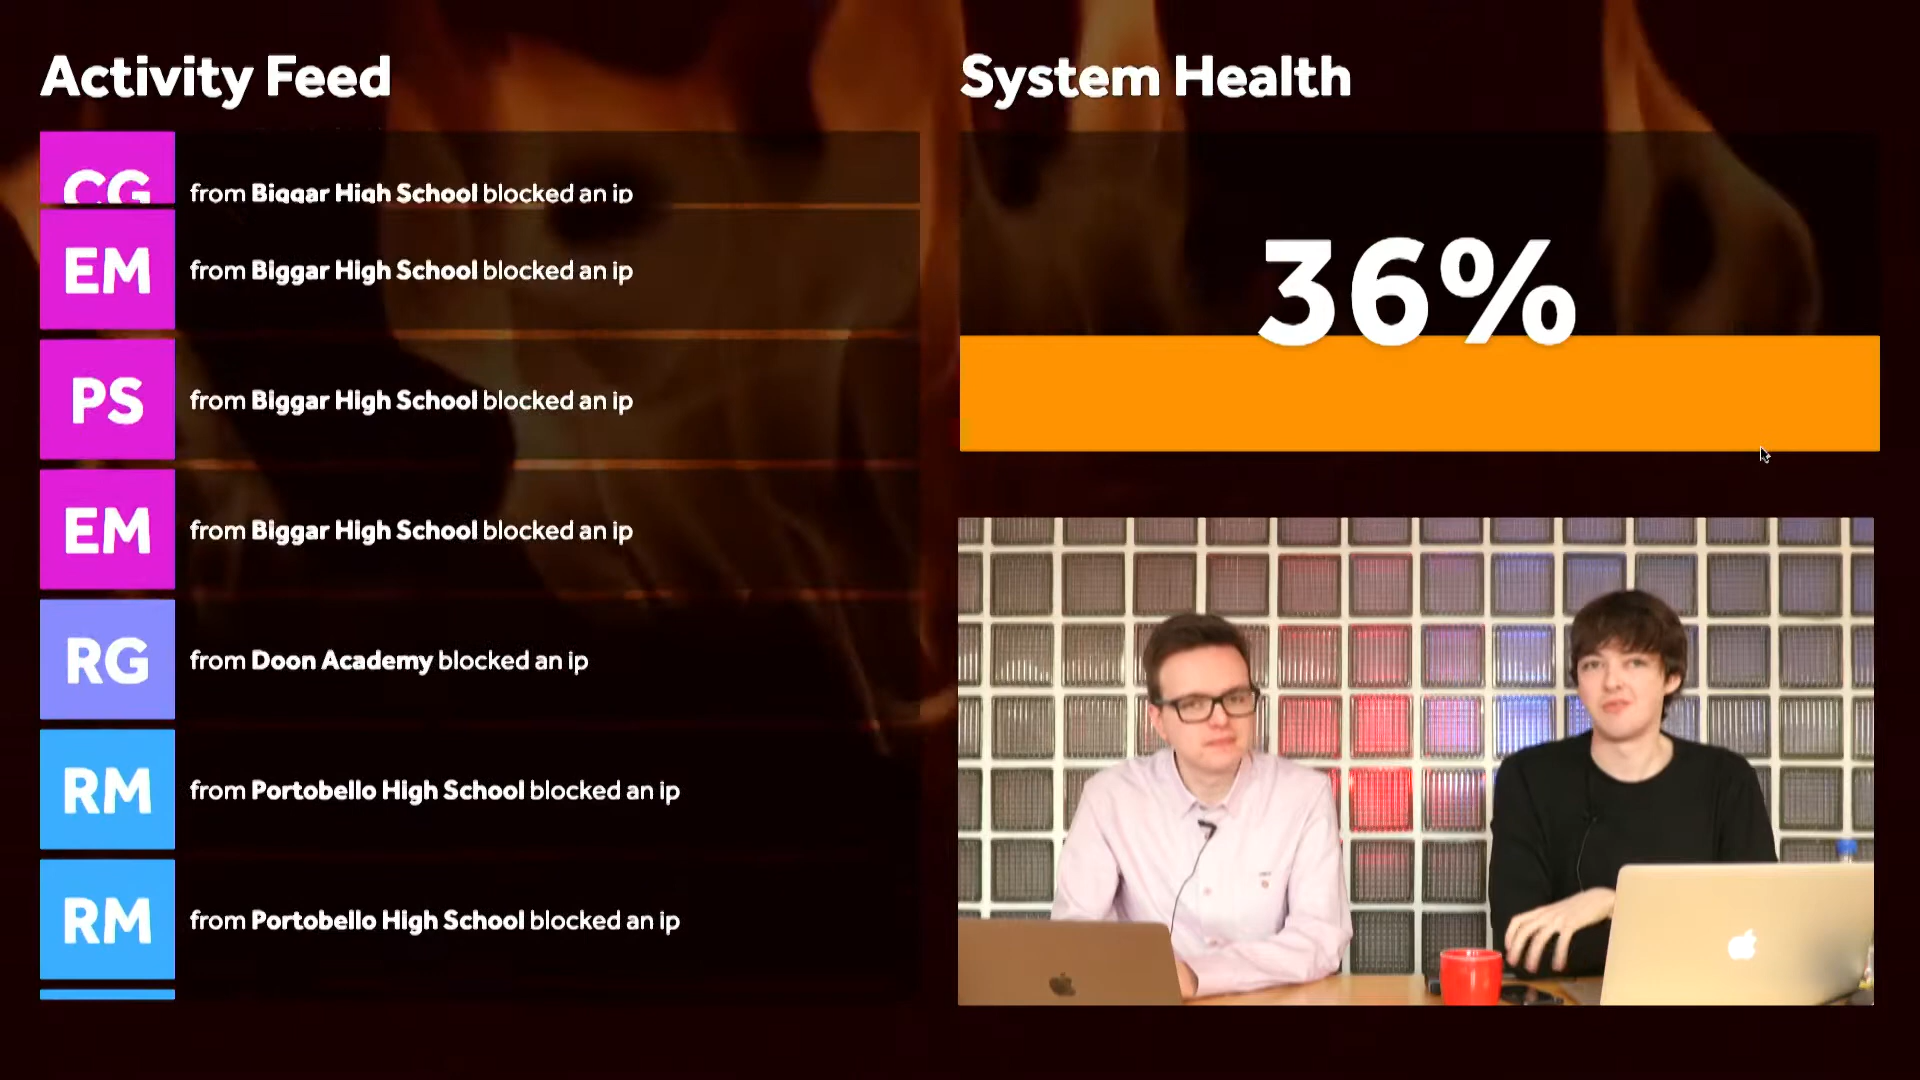 Activity Feed
CG
from Biggar High School blocked an ip
EM
from Biggar High School blocked an ip
PS
from Biggar High School blocked an ip
EM
from Biggar High School blocked an ip
RG
from Doon Academy blocked an ip
RM
from Portobello High School blocked an ip
RM
from Portobello High School blocked an ip
System Health
36%